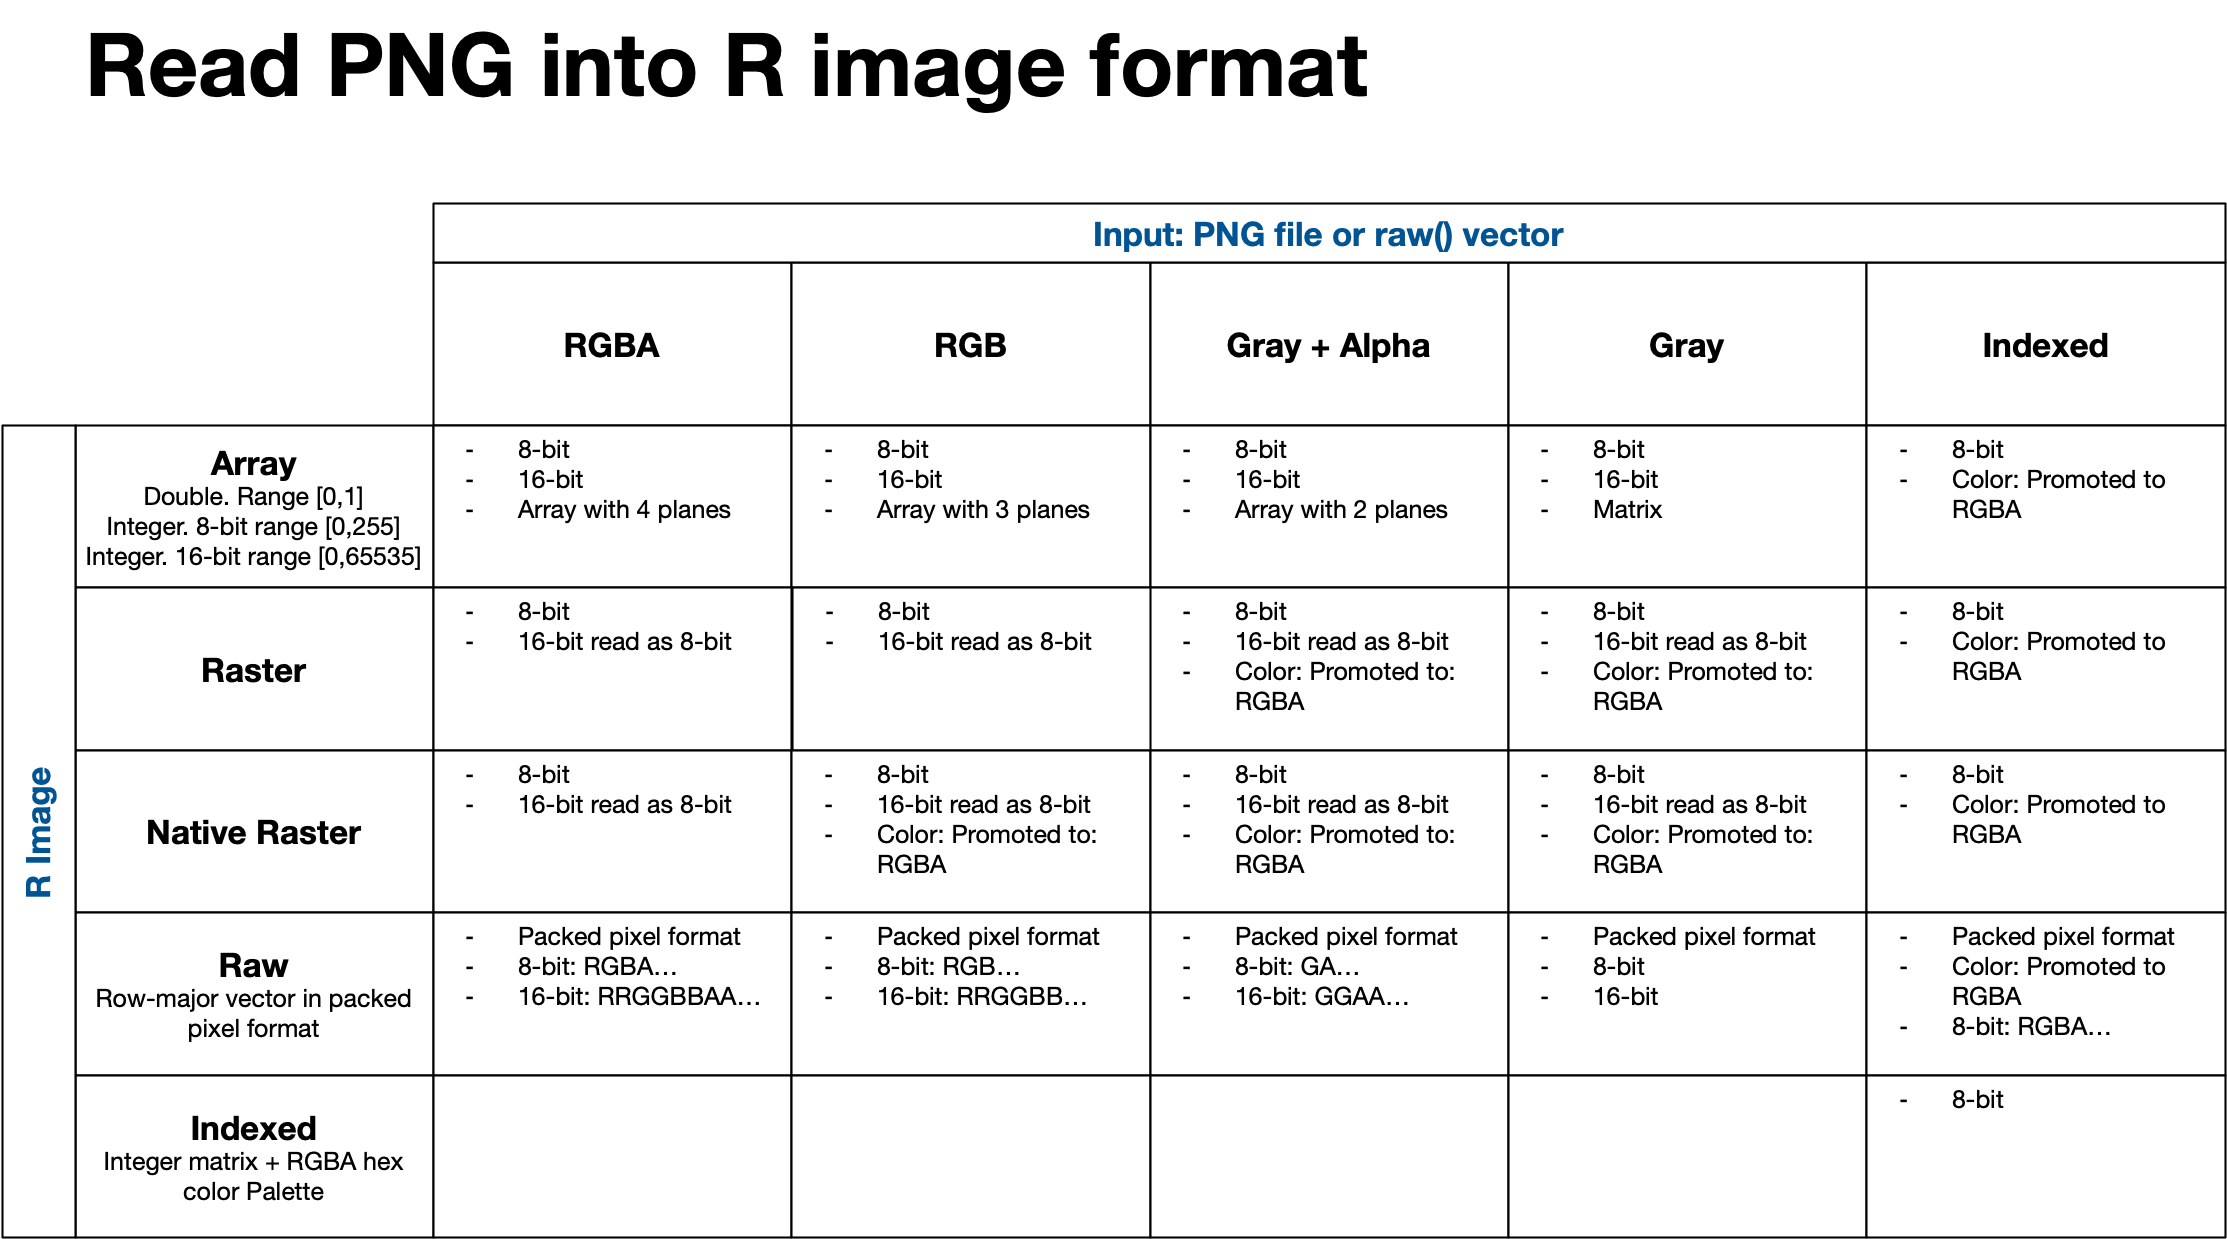 Read PNG into R image format
Input: PNG file or raw() vector
RGBA
RGB
Gray + Alpha
Gray
Indexed
R Image
Array
Double. Range [0,1]
Integer. 8-bit range [0,255]
Integer. 16-bit range [0,65535]
- 8-bit
- 16-bit
- Array with 4 planes
- 8-bit
- 16-bit
- Array with 3 planes
- 8-bit
- 16-bit
- Array with 2 planes
- 8-bit
- 16-bit
- Matrix
- 8-bit
- Color: Promoted to
RGBA
Raster
- 8-bit
- 16-bit read as 8-bit
- 8-bit
- 16-bit read as 8-bit
- 8-bit
- 16-bit read as 8-bit
- Color: Promoted to:
RGBA
- 8-bit
- 16-bit read as 8-bit
- Color: Promoted to:
RGBA
- 8-bit
- Color: Promoted to
RGBA
Native Raster
- 8-bit
- 16-bit read as 8-bit
- 8-bit
- 16-bit read as 8-bit
- Color: Promoted to:
RGBA
- 8-bit
- 16-bit read as 8-bit
- Color: Promoted to:
RGBA
- 8-bit
- 16-bit read as 8-bit
- Color: Promoted to:
RGBA
- 8-bit
- Color: Promoted to
RGBA
Raw
Row-major vector in packed
pixel format
- Packed pixel format
- 8-bit: RGBA…
- 16-bit: RRGGBBAA…
- Packed pixel format
- 8-bit: RGB…
- 16-bit: RRGGBB…
- Packed pixel format
- 8-bit: GA…
- 16-bit: GGAA…
- Packed pixel format
- 8-bit
- 16-bit
- Packed pixel format
- Color: Promoted to
RGBA
- 8-bit: RGBA…
Indexed
Integer matrix + RGBA hex
color Palette
- 8-bit